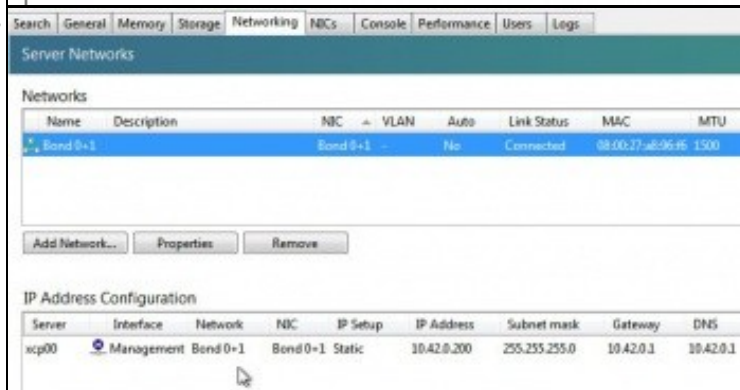 Search General Memory Storage Networking NICs Console Performance Users Logs
Server Networks
Networks
Name Description NIC VLAN Auto Link Status MAC MTU
Bond 0+1 Bond 0+1 - No Connected 08:00:27:a8:96:f6 1500
Add Network... Properties Remove
IP Address Configuration
Server Interface Network NIC IP Setup IP Address Subnet mask Gateway DNS
xcp00 Management Bond 0+1 Bond 0+1 Static 10.42.0.200 255.255.255.0 10.42.0.1 10.42.0.1